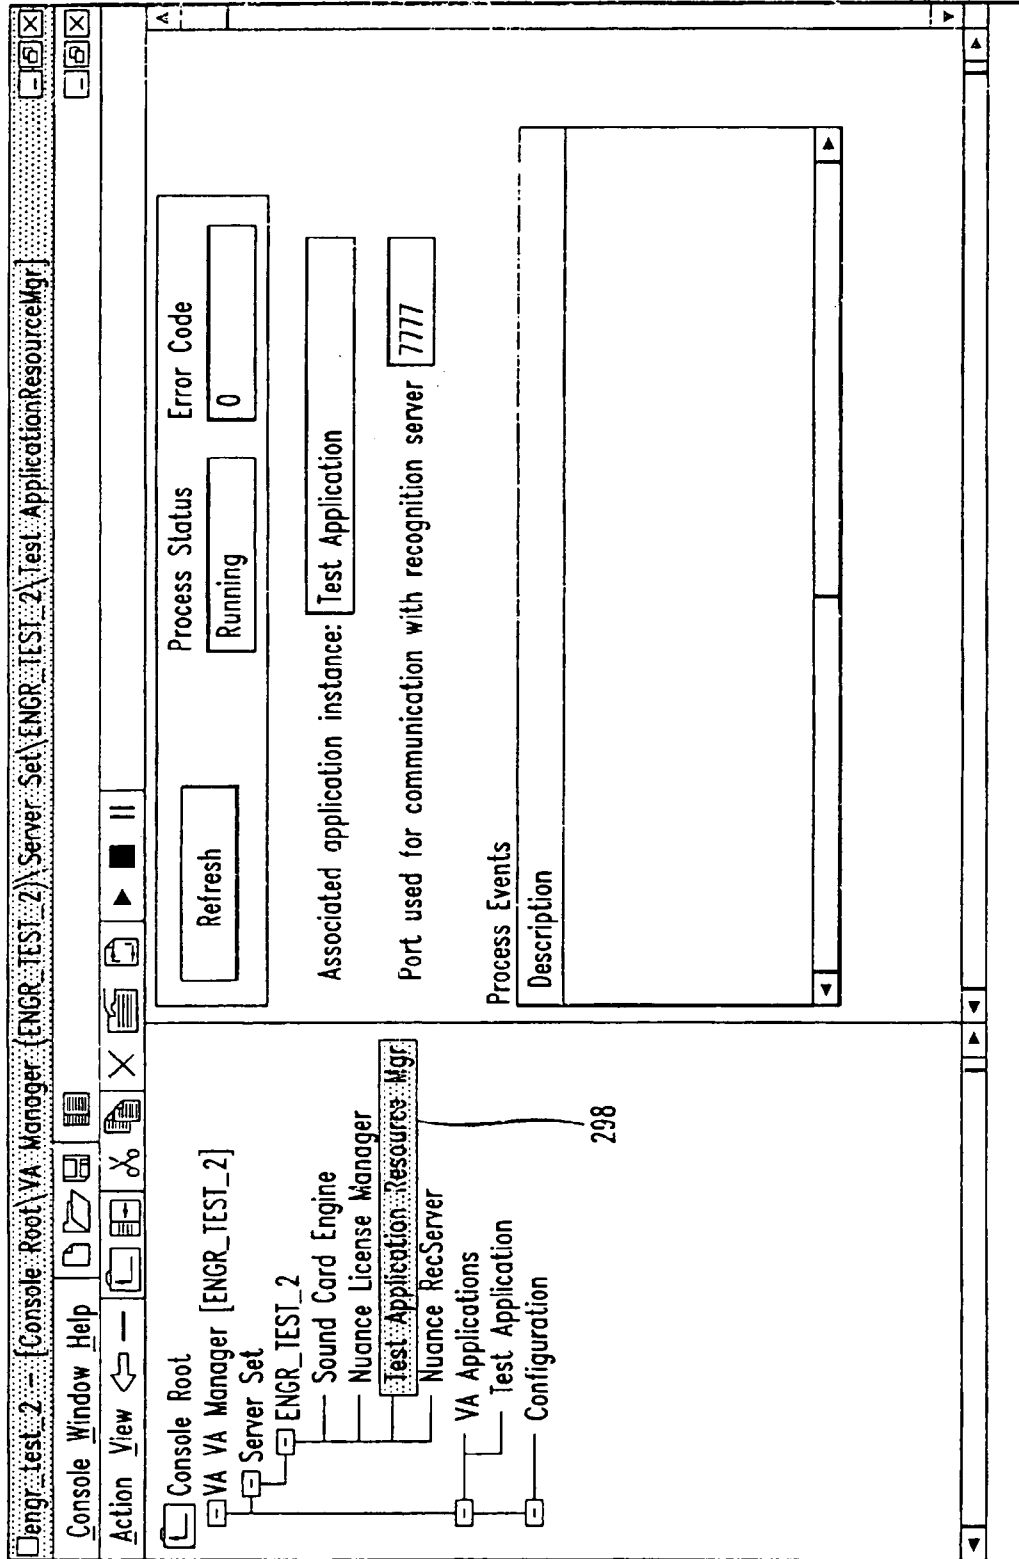 engr_test_2 - [Console Root\VA Manager (ENGR_TEST_2)\Server Set\ENGR_TEST_2\Test ApplicationResourceMgr]
Console Window Help
Action View
Console Root
VA VA Manager [ENGR_TEST_2]
Server Set
ENGR_TEST_2
Sound Card Engine
Nuance License Manager
Test Application Resource Mgr
Nuance RecServer
VA Applications
Test Application
Configuration
298
Refresh
Process Status
Error Code
Running
0
Associated application instance: Test Application
Port used for communication with recognition server 7777
Process Events
Description